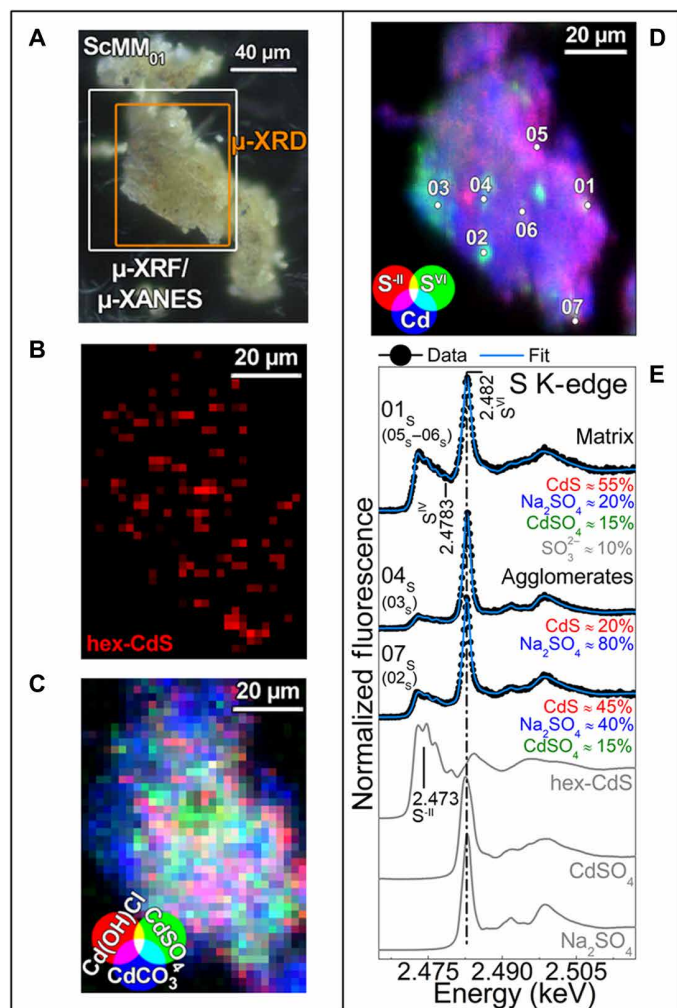 A
ScMM₀₁
40 μm
μ-XRD
μ-XRF/
μ-XANES
B
20 μm
hex-CdS
C
20 μm
Cd(OH)Cl
CdSO₄
CdCO₃
D
20 μm
05
03
04
01
06
02
07
S⁻ᴵᴵ
Sⱽᴵ
Cd
Data
Fit
E
S K-edge
2.482
Sⱽᴵ
01ₛ
(05ₛ–06ₛ)
Matrix
CdS ≈ 55%
Na₂SO₄ ≈ 20%
CdSO₄ ≈ 15%
SO₃²⁻ ≈ 10%
Sᴵⱽ
2.4783
04ₛ
(03ₛ)
Agglomerates
CdS ≈ 20%
Na₂SO₄ ≈ 80%
07ₛ
(02ₛ)
CdS ≈ 45%
Na₂SO₄ ≈ 40%
CdSO₄ ≈ 15%
hex-CdS
2.473
S⁻ᴵᴵ
CdSO₄
Na₂SO₄
Normalized fluorescence
2.475 2.490 2.505
Energy (keV)